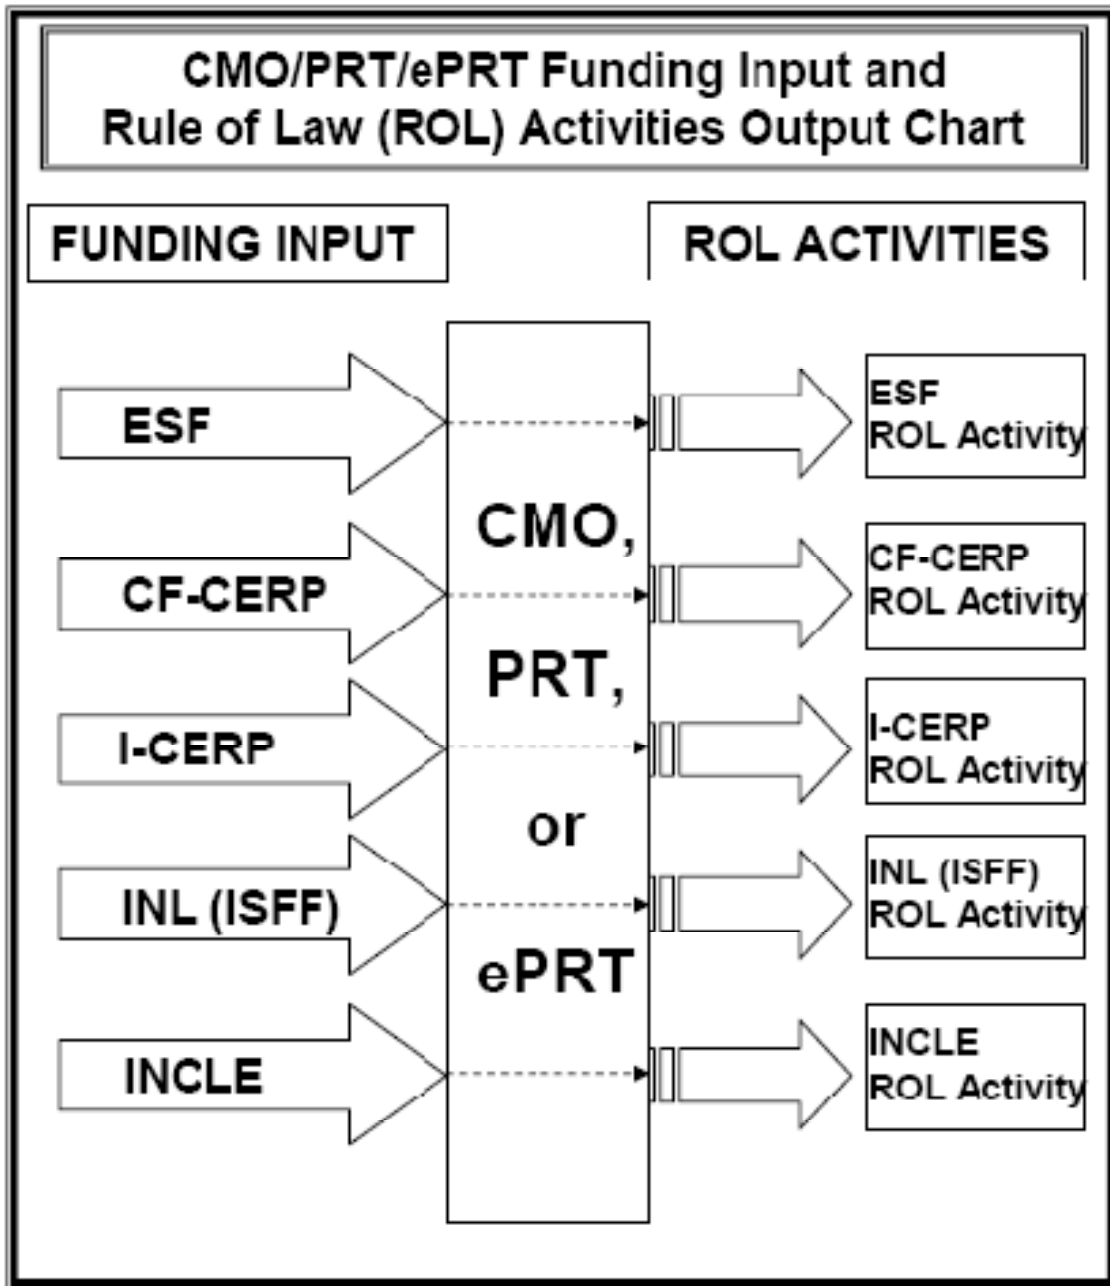 CMO/PRT/ePRT Funding Input and
Rule of Law (ROL) Activities Output Chart
FUNDING INPUT
ROL ACTIVITIES
ESF
CF-CERP
I-CERP
INL (ISFF)
INCLE
CMO,
PRT,
or
ePRT
ESF
ROL Activity
CF-CERP
ROL Activity
I-CERP
ROL Activity
INL (ISFF)
ROL Activity
INCLE
ROL Activity